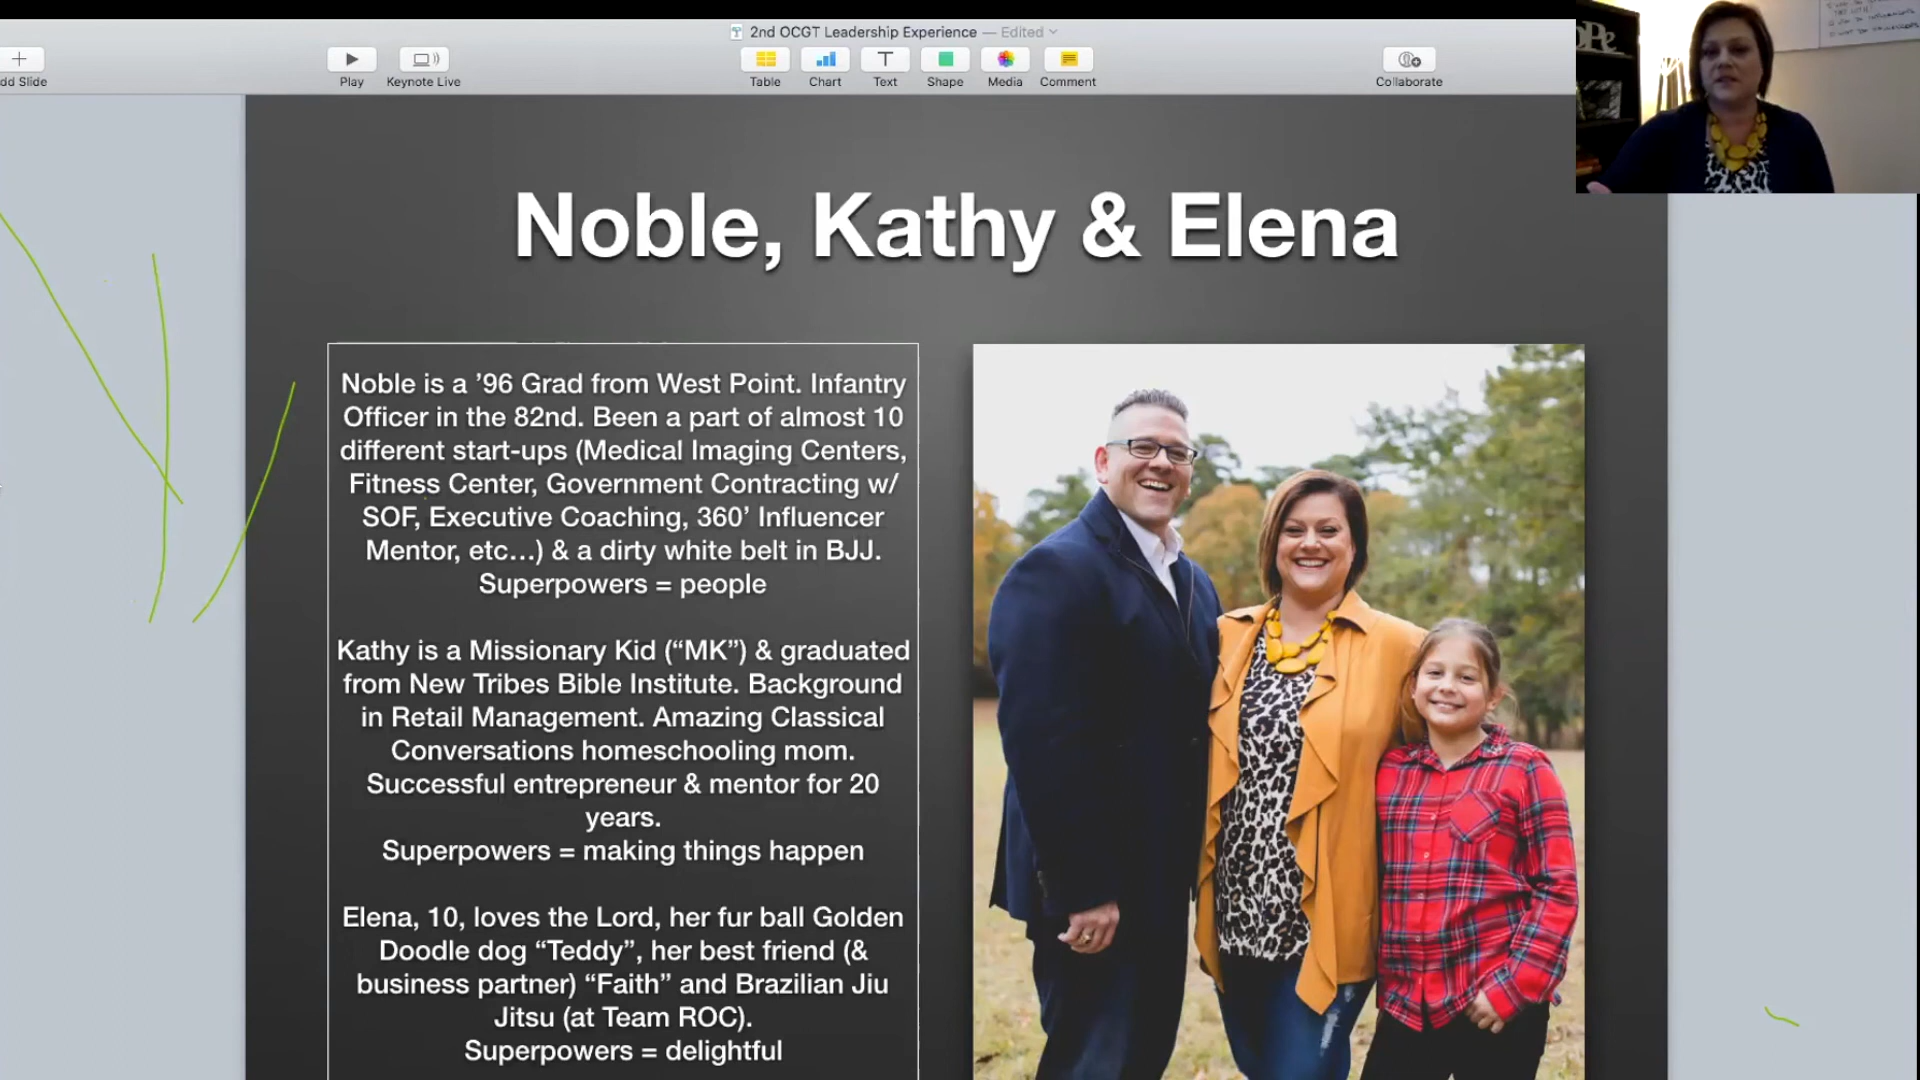 2nd OCGT Leadership Experience — Edited
dd Slide
Play
Keynote Live
Table
Chart
Text
Shape
Media
Comment
Collaborate
Noble, Kathy & Elena
Noble is a ’96 Grad from West Point. Infantry
Officer in the 82nd. Been a part of almost 10
different start-ups (Medical Imaging Centers,
Fitness Center, Government Contracting w/
SOF, Executive Coaching, 360’ Influencer
Mentor, etc…) & a dirty white belt in BJJ.
Superpowers = people
Kathy is a Missionary Kid (“MK”) & graduated
from New Tribes Bible Institute. Background
in Retail Management. Amazing Classical
Conversations homeschooling mom.
Successful entrepreneur & mentor for 20
years.
Superpowers = making things happen
Elena, 10, loves the Lord, her fur ball Golden
Doodle dog “Teddy”, her best friend (&
business partner) “Faith” and Brazilian Jiu
Jitsu (at Team ROC).
Superpowers = delightful